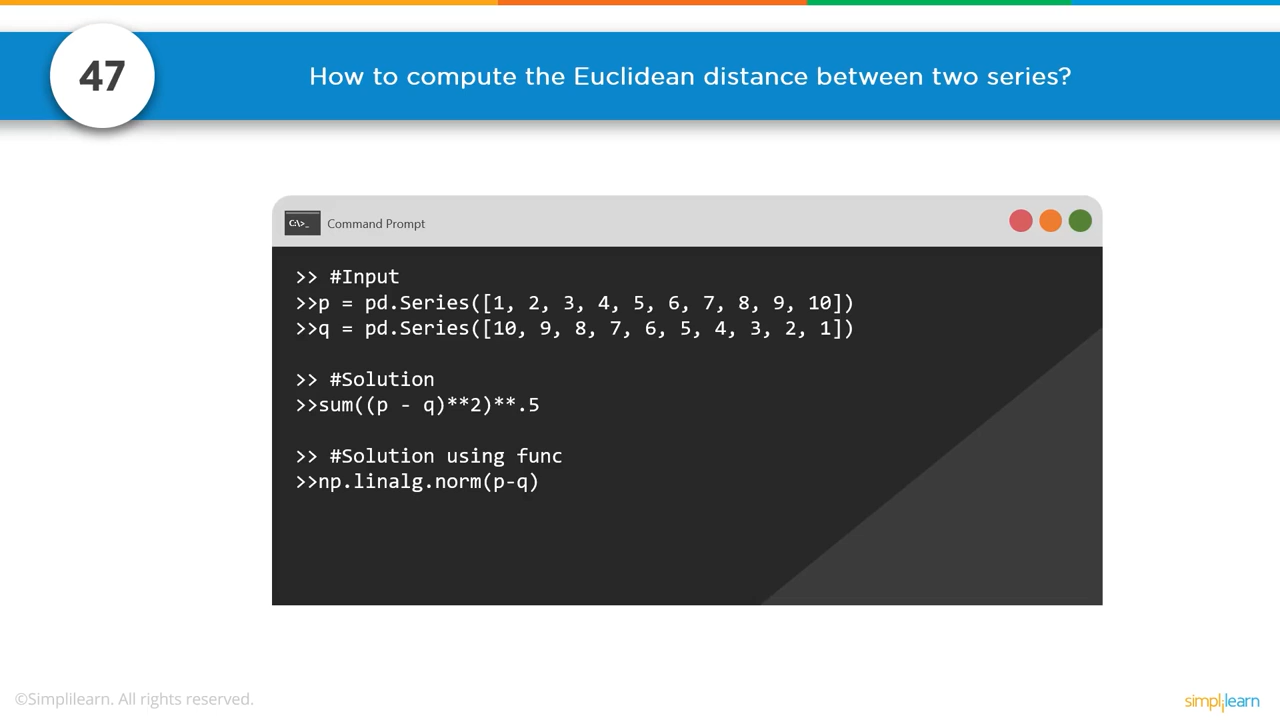 47
How to compute the Euclidean distance between two series?
C:\>_
Command Prompt
>> #Input
>>p = pd.Series([1, 2, 3, 4, 5, 6, 7, 8, 9, 10])
>>q = pd.Series([10, 9, 8, 7, 6, 5, 4, 3, 2, 1])
>> #Solution
>>sum((p - q)**2)**.5
>> #Solution using func
>>np.linalg.norm(p-q)
©Simplilearn. All rights reserved.
simplilearn